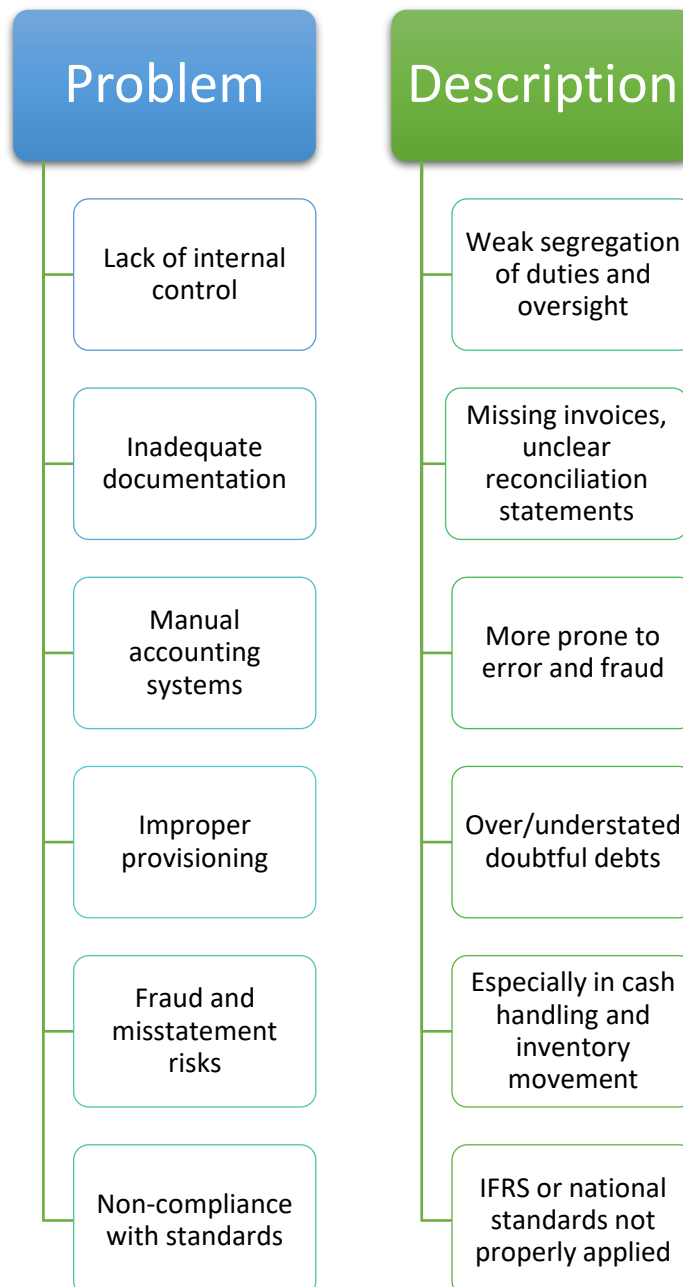 Problem
Description
Lack of internal
control
Weak segregation
of duties and
oversight
Inadequate
documentation
Missing invoices,
unclear
reconciliation
statements
Manual
accounting
systems
More prone to
error and fraud
Improper
provisioning
Over/understated
doubtful debts
Fraud and
misstatement
risks
Especially in cash
handling and
inventory
movement
Non-compliance
with standards
IFRS or national
standards not
properly applied